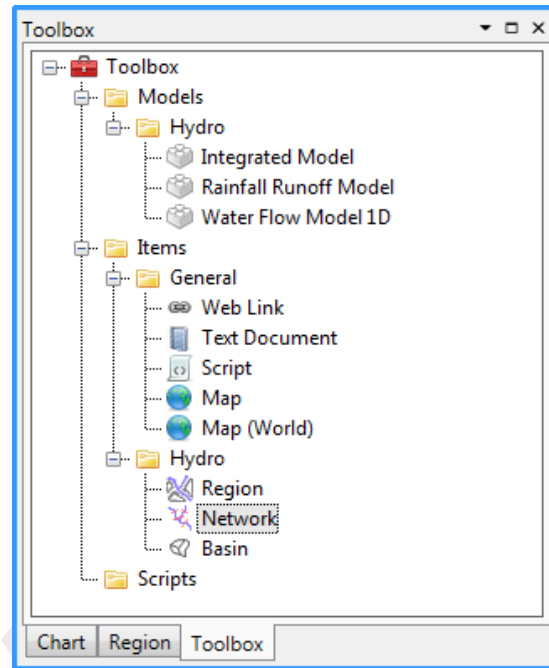 Toolbox
Toolbox
Models
Hydro
Integrated Model
Rainfall Runoff Model
Water Flow Model 1D
Items
General
Web Link
Text Document
Script
Map
Map (World)
Hydro
Region
Network
Basin
Scripts
Chart Region Toolbox